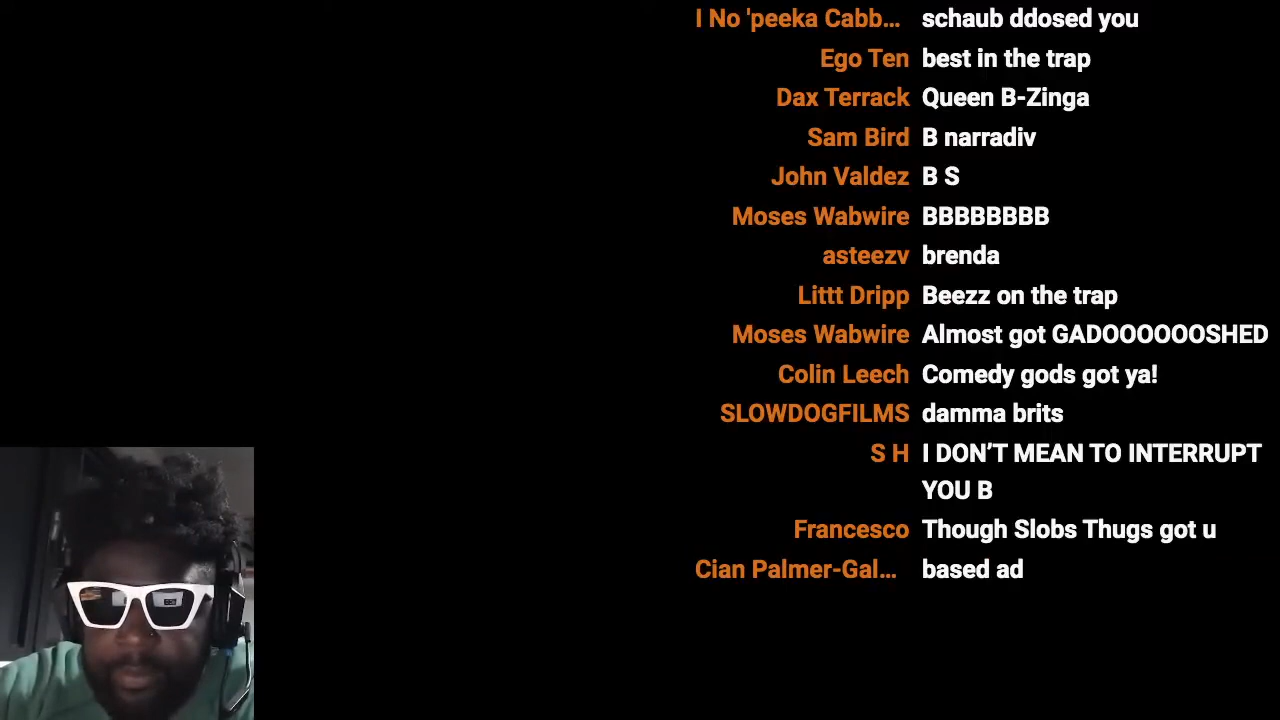 I No 'peeka Cabb... schaub ddosed you
Ego Ten best in the trap
Dax Terrack Queen B-Zinga
Sam Bird B narradiv
John Valdez B S
Moses Wabwire BBBBBBBB
asteezv brenda
Littt Dripp Beezz on the trap
Moses Wabwire Almost got GADOOOOOOSHED
Colin Leech Comedy gods got ya!
SLOWDOGFILMS damma brits
S H I DON’T MEAN TO INTERRUPT
YOU B
Francesco Though Slobs Thugs got u
Cian Palmer-Gal... based ad